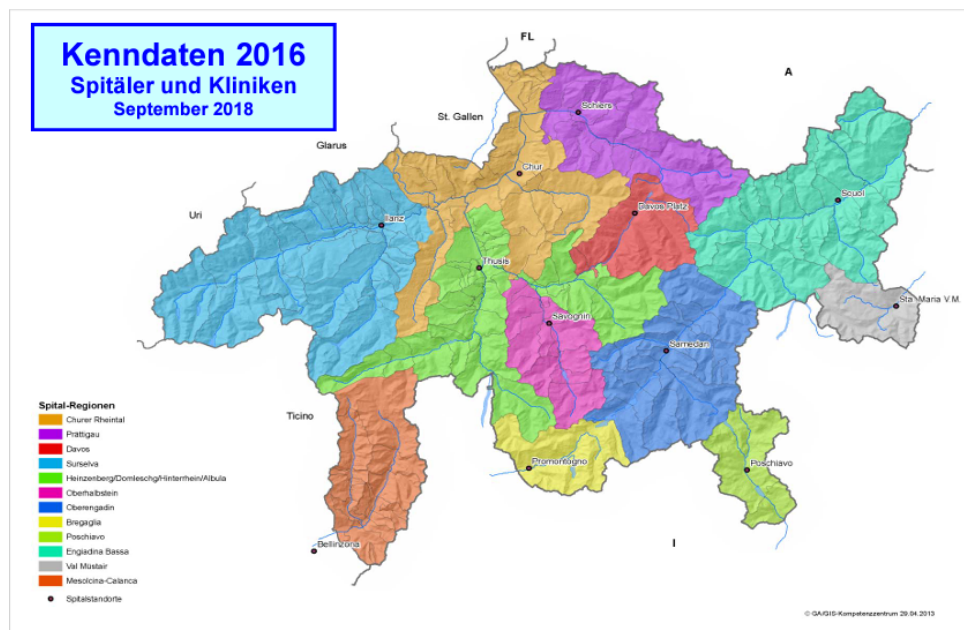 Kenndaten 2016
Spitäler und Kliniken
September 2018
FL
A
St. Gallen
Schiers
Glarus
Chur
Uri
Scuol
Davos Platz
Ilanz
Thusis
Sta. Maria V.M.
Savognin
Samedan
Ticino
Promontogno
Poschiavo
Bellinzona
I
Spital-Regionen
Churer Rheintal
Prättigau
Davos
Surselva
Heinzenberg/Domleschg/Hinterrhein/Albula
Oberhalbstein
Oberengadin
Bregaglia
Poschiavo
Engiadina Bassa
Val Müstair
Mesolcina-Calanca
Spitalstandorte
© GA/GIS-Kompetenzzentrum 29.04.2013